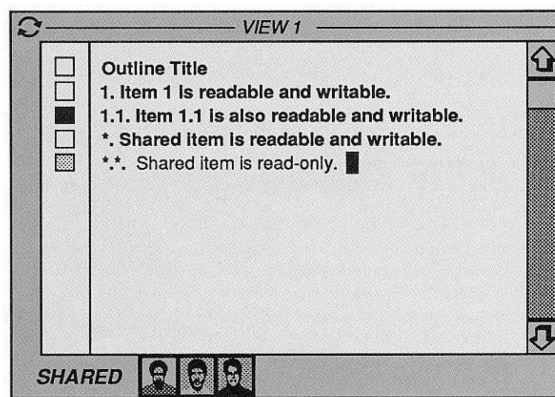 VIEW 1
Outline Title
1. Item 1 is readable and writable.
1.1. Item 1.1 is also readable and writable.
*. Shared item is readable and writable.
*.*. Shared item is read-only.
SHARED